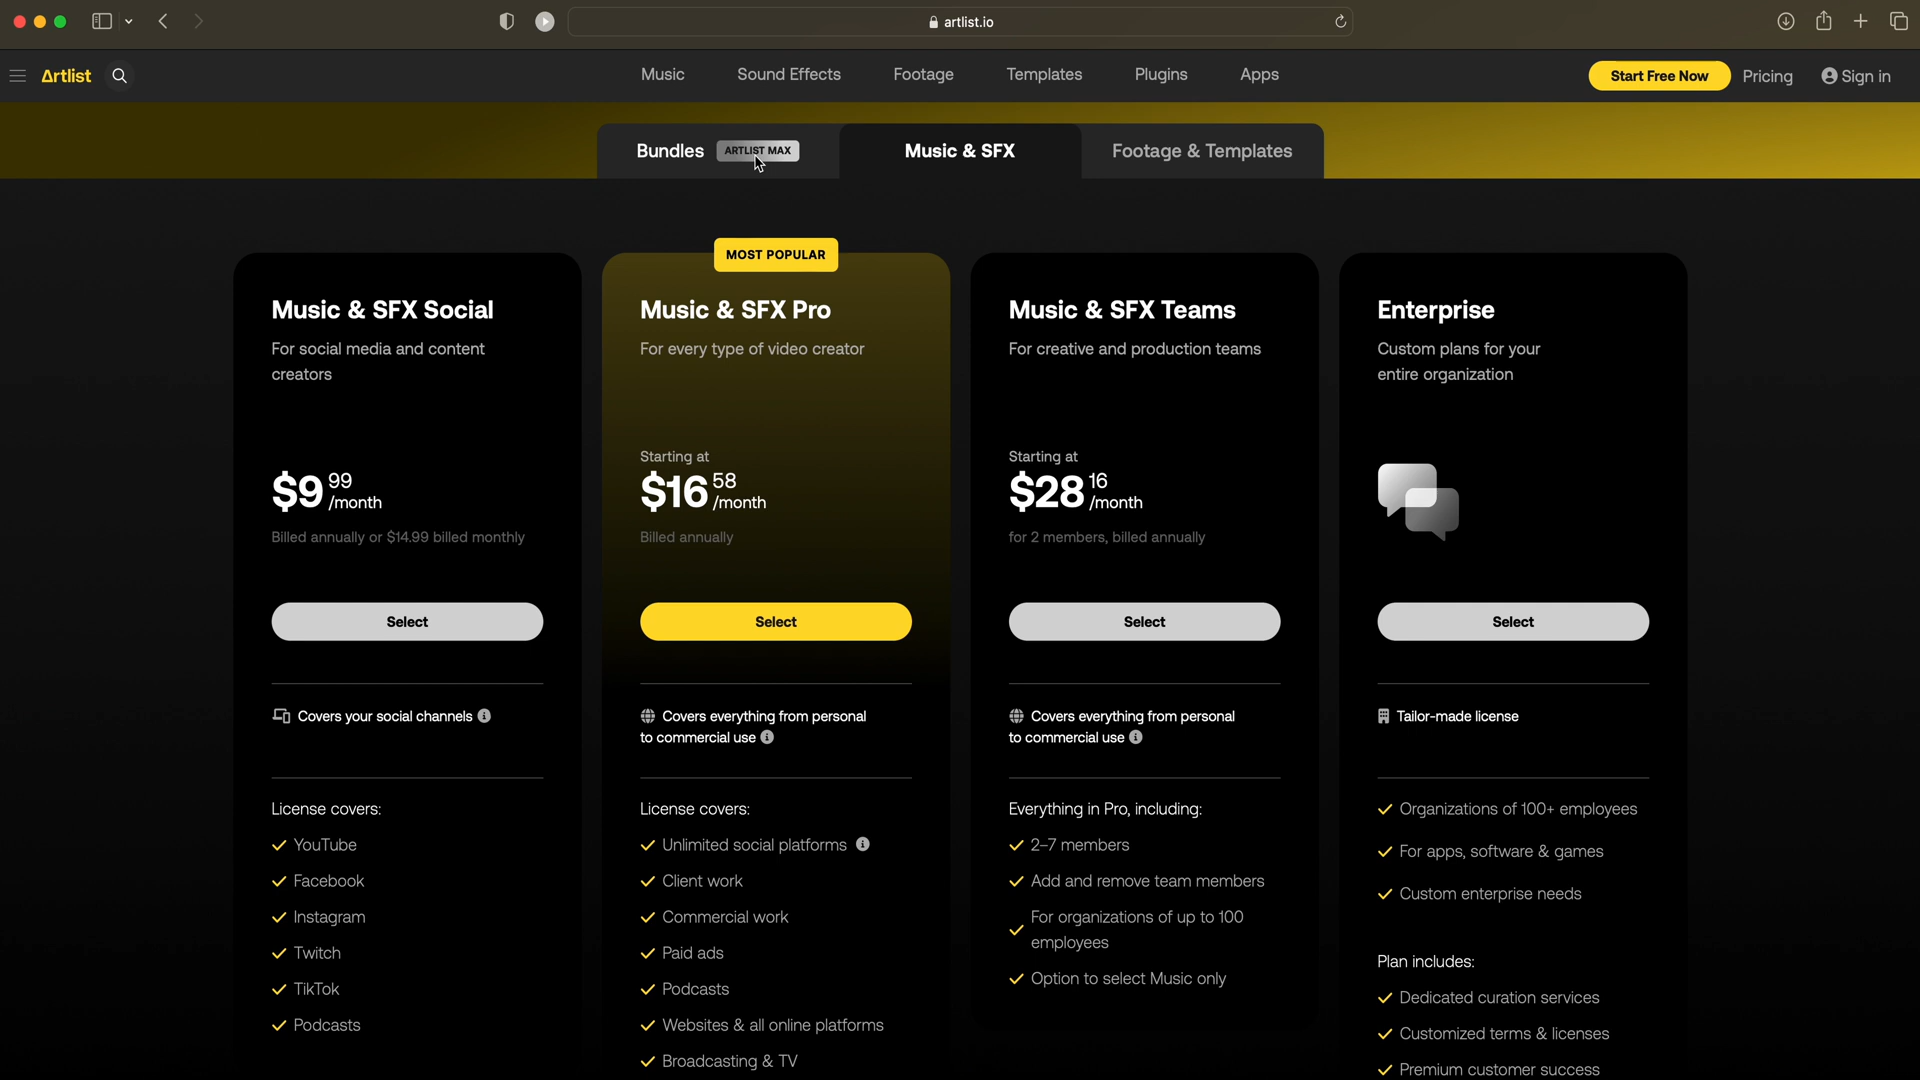 artlist.io
Artlist
Music
Sound Effects
Footage
Templates
Plugins
Apps
Start Free Now
Pricing
Sign in
Bundles
ARTLIST MAX
Music & SFX
Footage & Templates
Music & SFX Social
For social media and content
creators
$9 99 /month
Billed annually or $14.99 billed monthly
Select
Covers your social channels
License covers:
YouTube
Facebook
Instagram
Twitch
TikTok
Podcasts
MOST POPULAR
Music & SFX Pro
For every type of video creator
Starting at
$16 58 /month
Billed annually
Select
Covers everything from personal
to commercial use
License covers:
Unlimited social platforms
Client work
Commercial work
Paid ads
Podcasts
Websites & all online platforms
Broadcasting & TV
Music & SFX Teams
For creative and production teams
Starting at
$28 16 /month
for 2 members, billed annually
Select
Covers everything from personal
to commercial use
Everything in Pro, including:
2–7 members
Add and remove team members
For organizations of up to 100
employees
Option to select Music only
Enterprise
Custom plans for your
entire organization
Select
Tailor-made license
Organizations of 100+ employees
For apps, software & games
Custom enterprise needs
Plan includes:
Dedicated curation services
Customized terms & licenses
Premium customer success